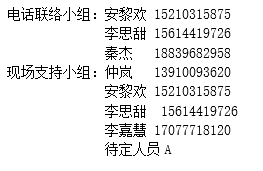 电话联络小组：安黎欢 15210315875
李思甜 15614419726
秦杰 18839682958
现场支持小组：仲岚 13910093620
安黎欢 15210315875
李思甜 15614419726
李嘉慧 17077718120
待定人员 A